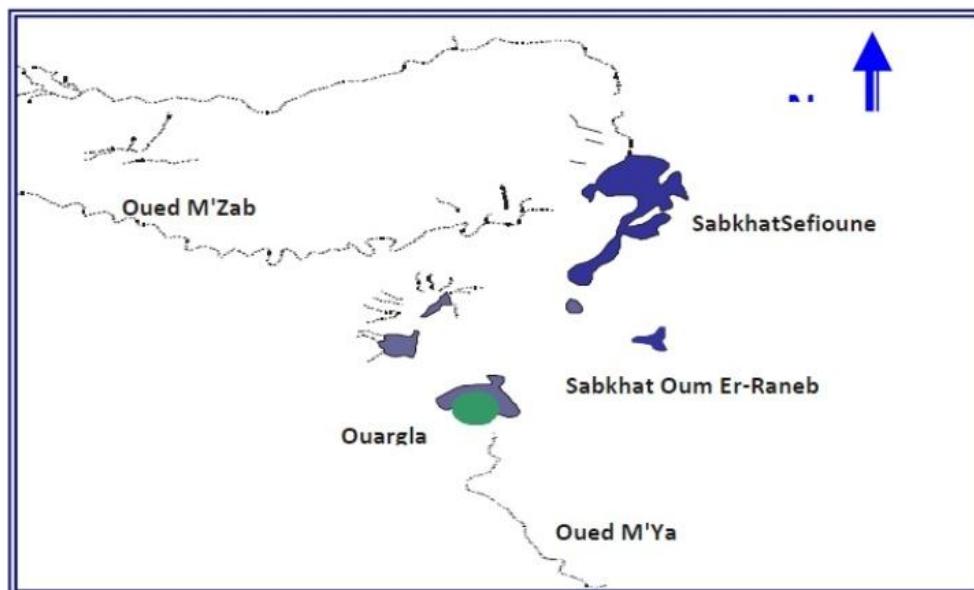 Oued M'Zab
SabkhatSefioune
Sabkhat Oum Er-Raneb
Ouargla
Oued M'Ya